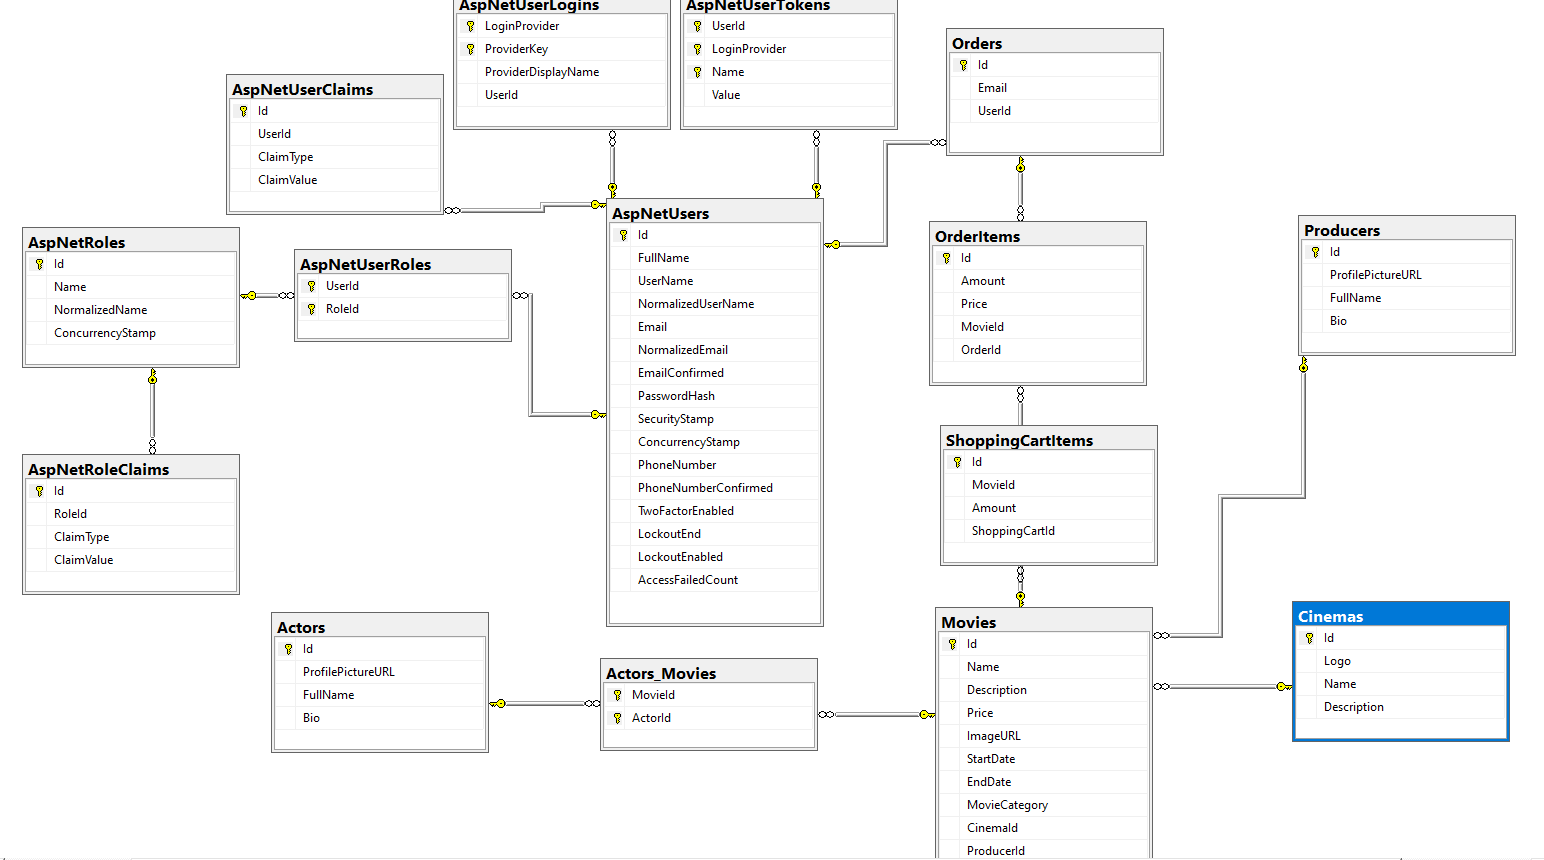 AspNetUserLogins
LoginProvider
ProviderKey
ProviderDisplayName
UserId
AspNetUserTokens
UserId
LoginProvider
Name
Value
Orders
Id
Email
UserId
AspNetUserClaims
Id
UserId
ClaimType
ClaimValue
AspNetRoles
Id
Name
NormalizedName
ConcurrencyStamp
AspNetUserRoles
UserId
RoleId
AspNetUsers
Id
FullName
UserName
NormalizedUserName
Email
NormalizedEmail
EmailConfirmed
PasswordHash
SecurityStamp
ConcurrencyStamp
PhoneNumber
PhoneNumberConfirmed
TwoFactorEnabled
LockoutEnd
LockoutEnabled
AccessFailedCount
OrderItems
Id
Amount
Price
MovieId
OrderId
Producers
Id
ProfilePictureURL
FullName
Bio
AspNetRoleClaims
Id
RoleId
ClaimType
ClaimValue
ShoppingCartItems
Id
MovieId
Amount
ShoppingCartId
Actors
Id
ProfilePictureURL
FullName
Bio
Actors_Movies
MovieId
ActorId
Movies
Id
Name
Description
Price
ImageURL
StartDate
EndDate
MovieCategory
CinemaId
ProducerId
Cinemas
Id
Logo
Name
Description